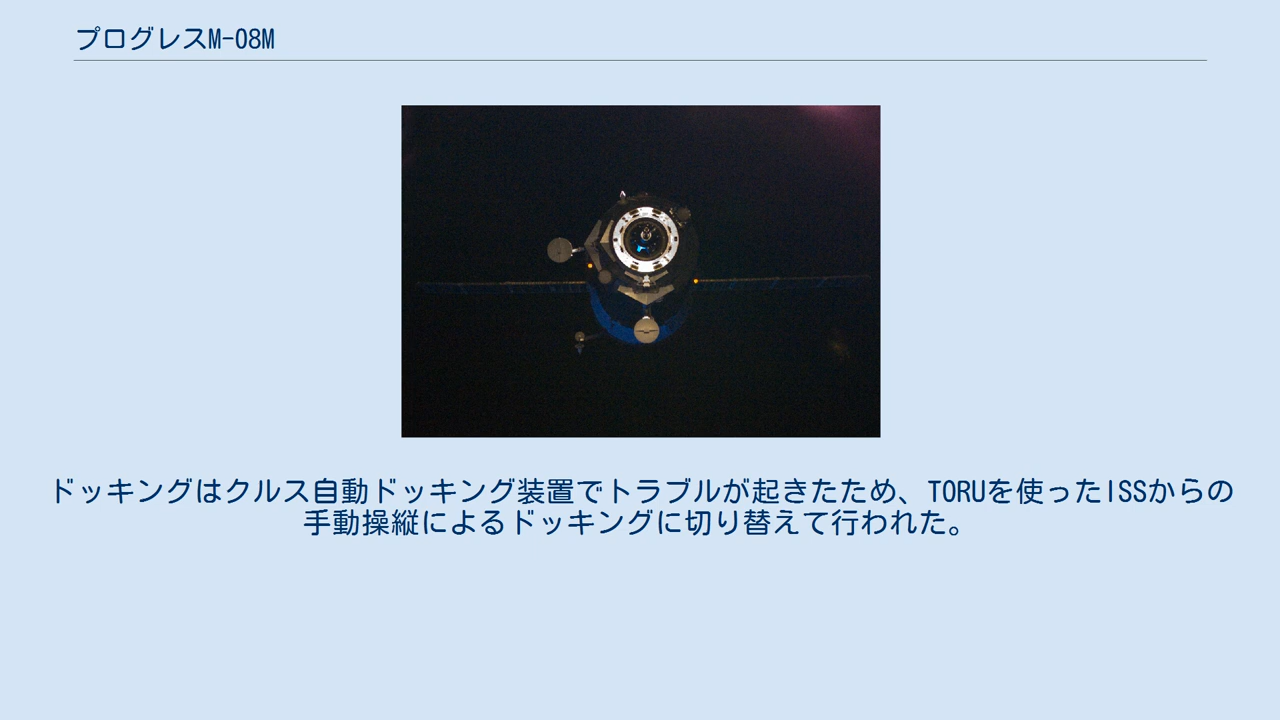 プログレスM-08M
ドッキングはクルス自動ドッキング装置でトラブルが起きたため、TORUを使ったISSからの
手動操縦によるドッキングに切り替えて行われた。